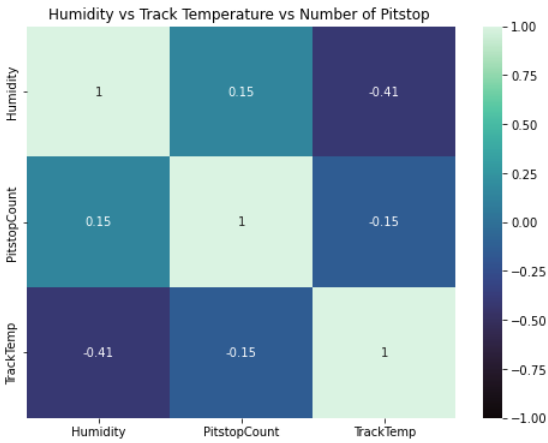 Humidity vs Track Temperature vs Number of Pitstop
Humidity
1
0.15
-0.41
PitstopCount
0.15
1
-0.15
TrackTemp
-0.41
-0.15
1
Humidity
PitstopCount
TrackTemp
1.00
0.75
0.50
0.25
0.00
−0.25
−0.50
−0.75
−1.00